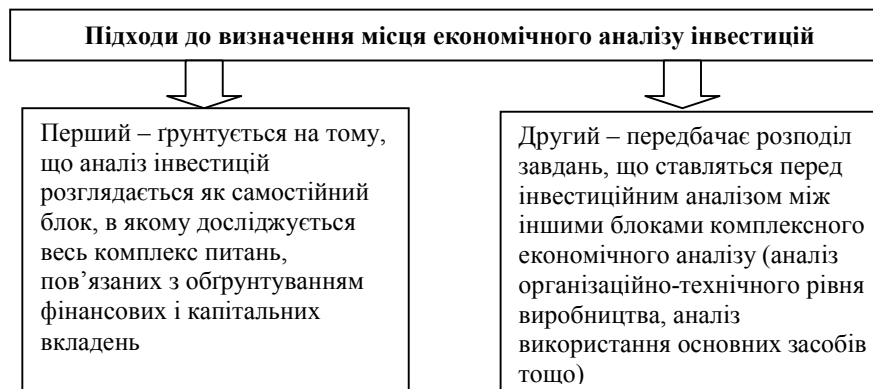 Підходи до визначення місця економічного аналізу інвестицій
Перший – ґрунтується на тому,
що аналіз інвестицій
розглядається як самостійний
блок, в якому досліджується
весь комплекс питань,
пов’язаних з обґрунтуванням
фінансових і капітальних
вкладень
Другий – передбачає розподіл
завдань, що ставляться перед
інвестиційним аналізом між
іншими блоками комплексного
економічного аналізу (аналіз
організаційно-технічного рівня
виробництва, аналіз
використання основних засобів
тощо)